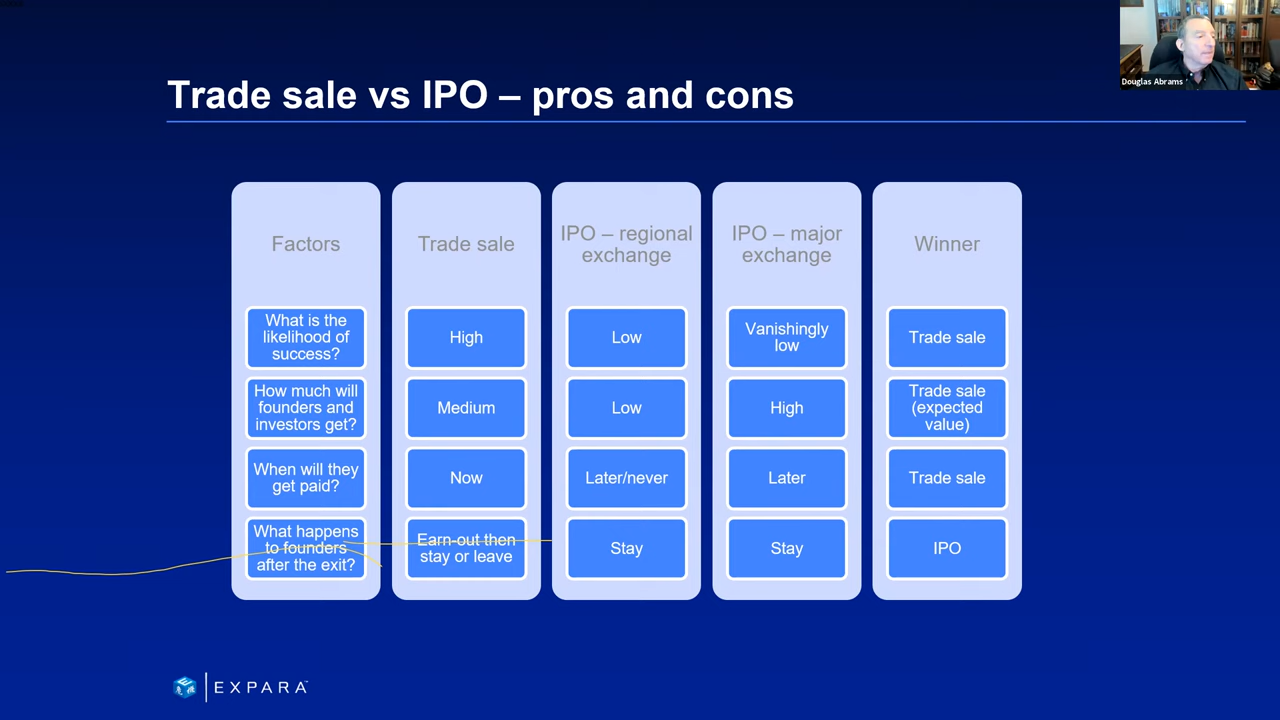 Douglas Abrams
Trade sale vs IPO – pros and cons
Factors
Trade sale
IPO – regional
exchange
IPO – major
exchange
Winner
What is the
likelihood of
success?
High
Low
Vanishingly
low
Trade sale
How much will
founders and
investors get?
Medium
Low
High
Trade sale
(expected
value)
When will they
get paid?
Now
Later/never
Later
Trade sale
What happens
to founders
after the exit?
Earn-out then
stay or leave
Stay
Stay
IPO
EXPARA